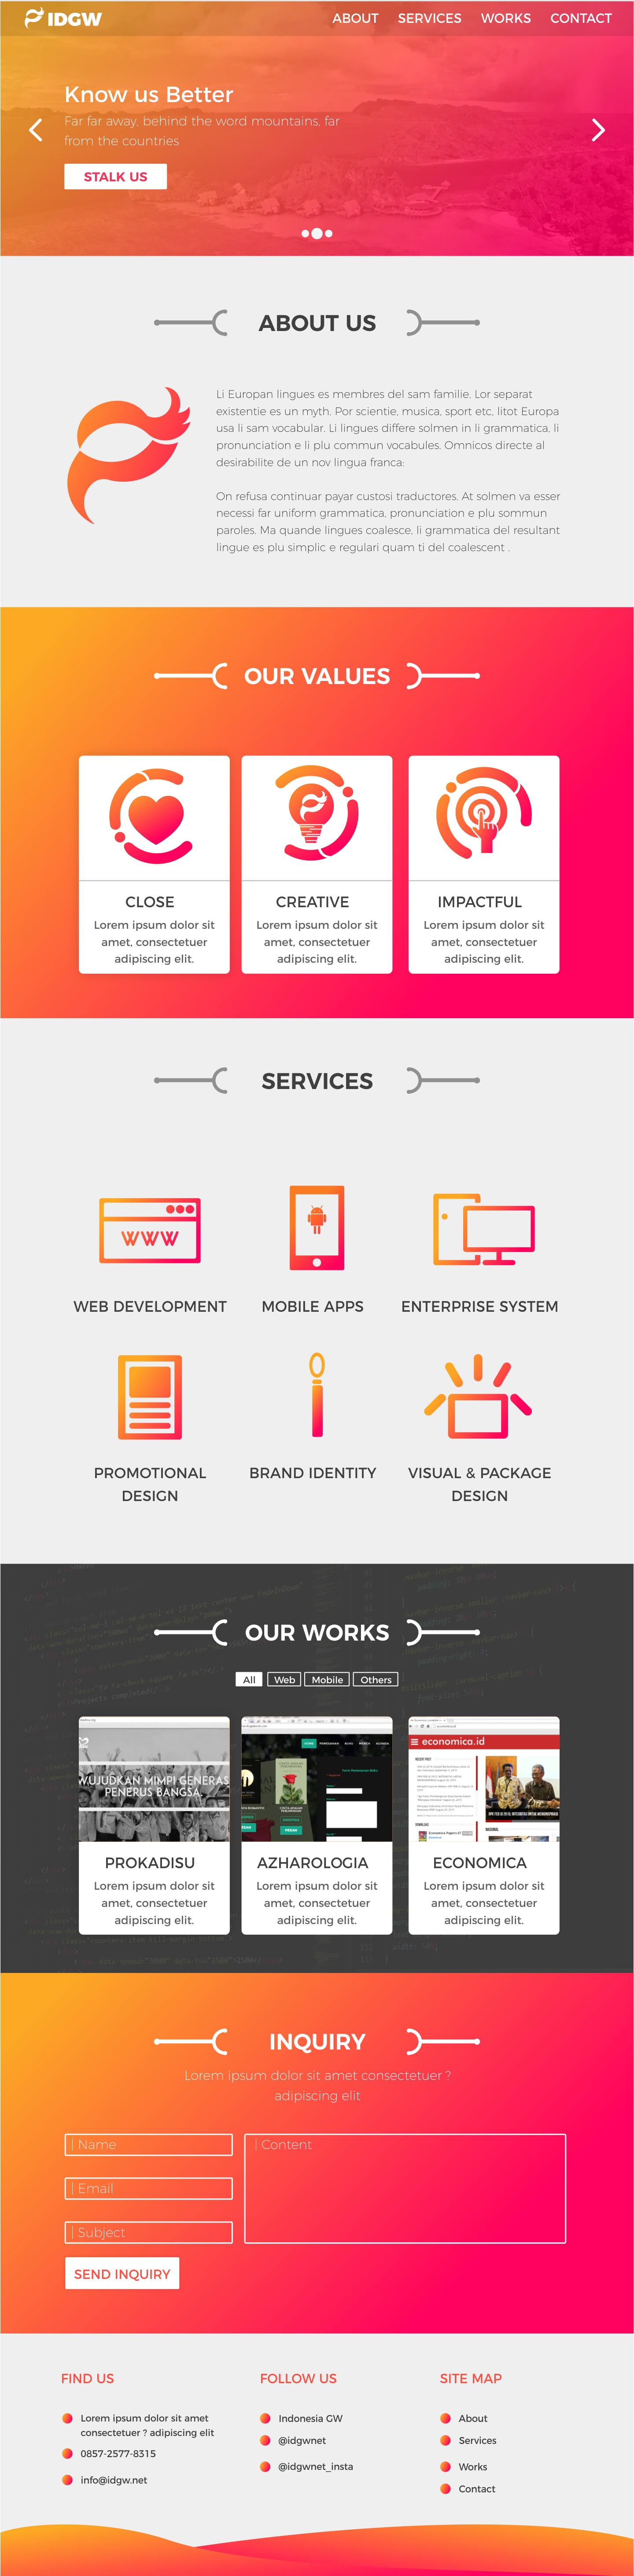 IDGW
ABOUT SERVICES WORKS CONTACT
Know us Better
Far far away, behind the word mountains, far
from the countries
STALK US
ABOUT US
Li Europan lingues es membres del sam familie. Lor separat
existentie es un myth. Por scientie, musica, sport etc, litot Europa
usa li sam vocabular. Li lingues differe solmen in li grammatica, li
pronunciation e li plu commun vocabules. Omnicos directe al
desirabilite de un nov lingua franca:
On refusa continuar payar custosi traductores. At solmen va esser
necessi far uniform grammatica, pronunciation e plu sommun
paroles. Ma quande lingues coalesce, li grammatica del resultant
lingue es plu simplic e regulari quam ti del coalescent .
OUR VALUES
CLOSE
Lorem ipsum dolor sit
amet, consectetuer
adipiscing elit.
CREATIVE
Lorem ipsum dolor sit
amet, consectetuer
adipiscing elit.
IMPACTFUL
Lorem ipsum dolor sit
amet, consectetuer
adipiscing elit.
SERVICES
WWW
WEB DEVELOPMENT
MOBILE APPS
ENTERPRISE SYSTEM
PROMOTIONAL
DESIGN
BRAND IDENTITY
VISUAL & PACKAGE
DESIGN
OUR WORKS
All
Web
Mobile
Others
WUJUDKAN MIMPI GENERAS
PENERUS BANGSA.
PROKADISU
Lorem ipsum dolor sit
amet, consectetuer
adipiscing elit.
AZHAROLOGIA
Lorem ipsum dolor sit
amet, consectetuer
adipiscing elit.
economica.id
ECONOMICA
Lorem ipsum dolor sit
amet, consectetuer
adipiscing elit.
INQUIRY
Lorem ipsum dolor sit amet consectetuer ?
adipiscing elit
| Name
| Email
| Subject
| Content
SEND INQUIRY
FIND US
Lorem ipsum dolor sit amet
consectetuer ? adipiscing elit
0857-2577-8315
info@idgw.net
FOLLOW US
Indonesia GW
@idgwnet
@idgwnet_insta
SITE MAP
About
Services
Works
Contact